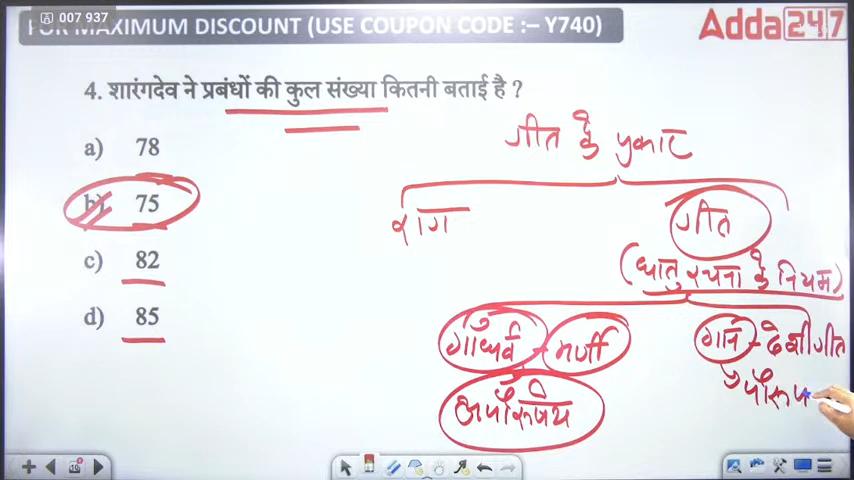 007 937
FOR MAXIMUM DISCOUNT (USE COUPON CODE :– Y740)
Adda247
4. शारंगदेव ने प्रबंधों की कुल संख्या कितनी बताई है ?
a) 78
b) 75
c) 82
d) 85
गीत के प्रकार
राग
गीत
(धातु रचना के नियम)
गांधर्व - मार्गी
गान - देशीगीत
अपौरूषेय
पौरूष
19